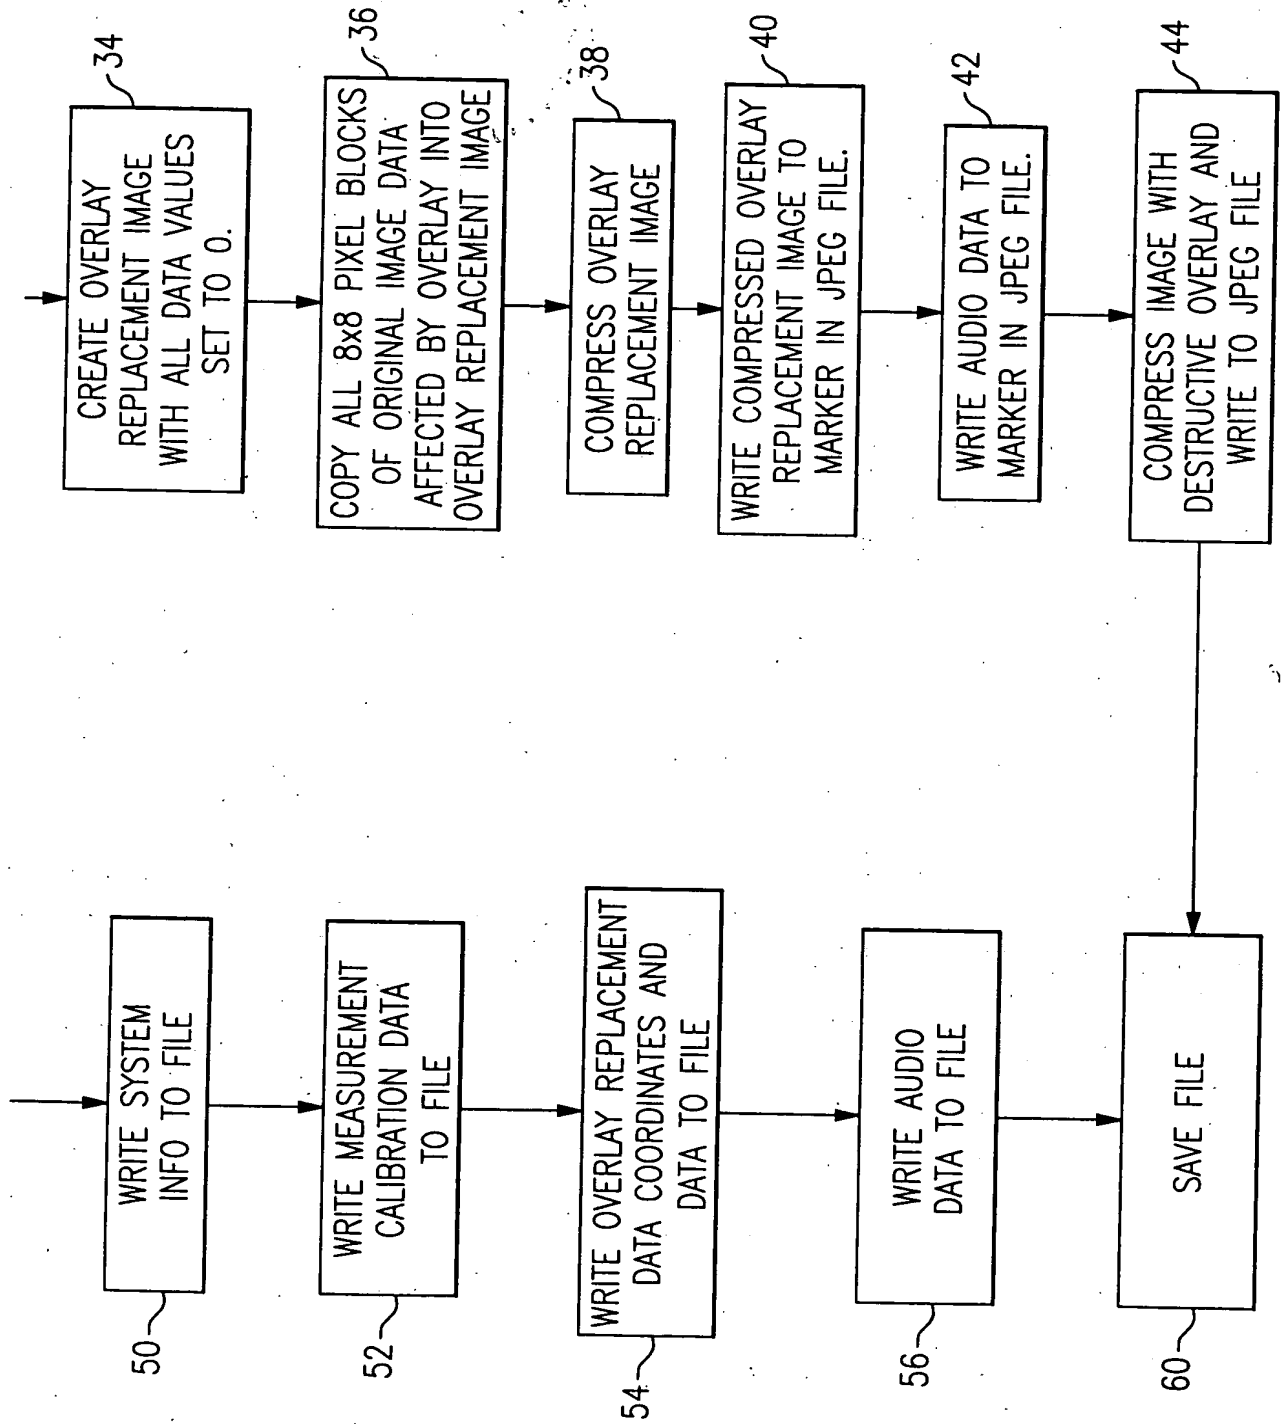 50
WRITE SYSTEM
INFO TO FILE
52
WRITE MEASUREMENT
CALIBRATION DATA
TO FILE
54
WRITE OVERLAY REPLACEMENT
DATA COORDINATES AND
DATA TO FILE
56
WRITE AUDIO
DATA TO FILE
60
SAVE FILE
34
CREATE OVERLAY
REPLACEMENT IMAGE
WITH ALL DATA VALUES
SET TO 0.
36
COPY ALL 8x8 PIXEL BLOCKS
OF ORIGINAL IMAGE DATA
AFFECTED BY OVERLAY INTO
OVERLAY REPLACEMENT IMAGE
38
COMPRESS OVERLAY
REPLACEMENT IMAGE
40
WRITE COMPRESSED OVERLAY
REPLACEMENT IMAGE TO
MARKER IN JPEG FILE.
42
WRITE AUDIO DATA TO
MARKER IN JPEG FILE.
44
COMPRESS IMAGE WITH
DESTRUCTIVE OVERLAY AND
WRITE TO JPEG FILE